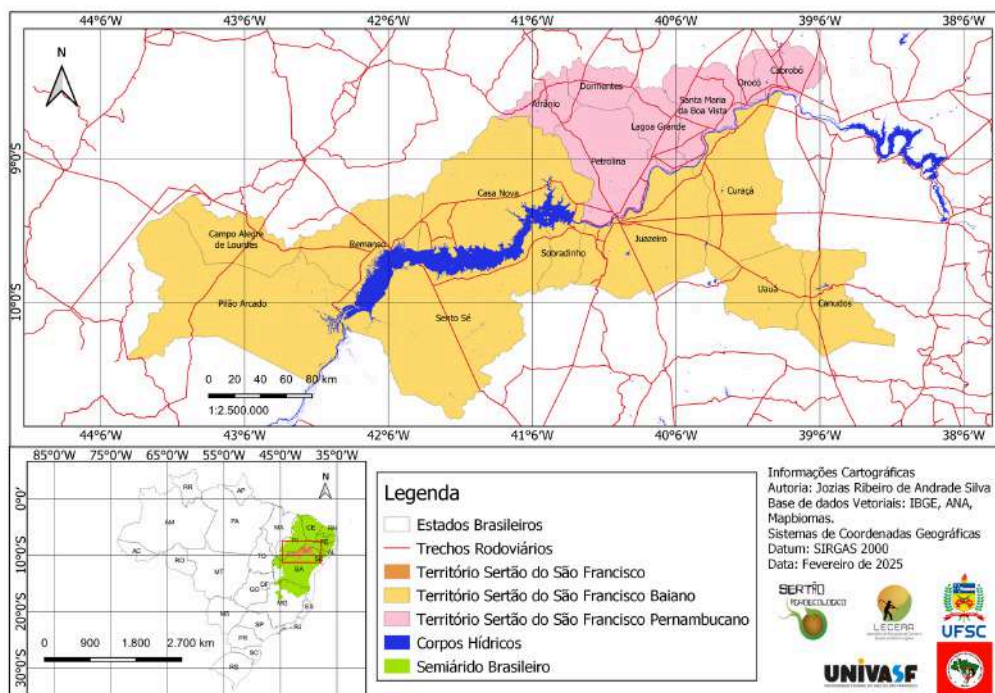 44°6'W 43°6'W 42°6'W 41°6'W 40°6'W 39°6'W 38°6'W
N
Cabrobó
Orocó
Dormentes
Afrânio
Santa Maria
da Boa Vista
Lagoa Grande
9°S
9°S
Petrolina
Curaçá
Casa Nova
Campo Alegre
de Lourdes
Remanso
Juazeiro
Sobradinho
Uauá
10°S
10°S
Pilão Arcado
Canudos
Sento Sé
0 20 40 60 80 km
1:2.500.000
44°6'W 43°6'W 42°6'W 41°6'W 40°6'W 39°6'W 38°6'W
85°0'W 75°0'W 65°0'W 55°0'W 45°0'W 35°0'W
N
0°0'
10°0'S
20°0'S
30°0'S
RR
AP
AM
PA
MA
CE
RN
PI
PE
AL
SE
AC
RO
TO
MT
BA
DF
GO
MG
ES
MS
SP
RJ
PR
SC
RS
0 900 1.800 2.700 km
Legenda
Estados Brasileiros
Trechos Rodoviários
Território Sertão do São Francisco
Território Sertão do São Francisco Baiano
Território Sertão do São Francisco Pernambucano
Corpos Hídricos
Semiárido Brasileiro
Informações Cartográficas
Autoria: Jozias Ribeiro de Andrade Silva
Base de dados Vetoriais: IBGE, ANA,
Mapbiomas.
Sistemas de Coordenadas Geográficas
Datum: SIRGAS 2000
Data: Fevereiro de 2025
SERTÃO
AGROECOLÓGICO
LECERA
UFSC
UNIVASF